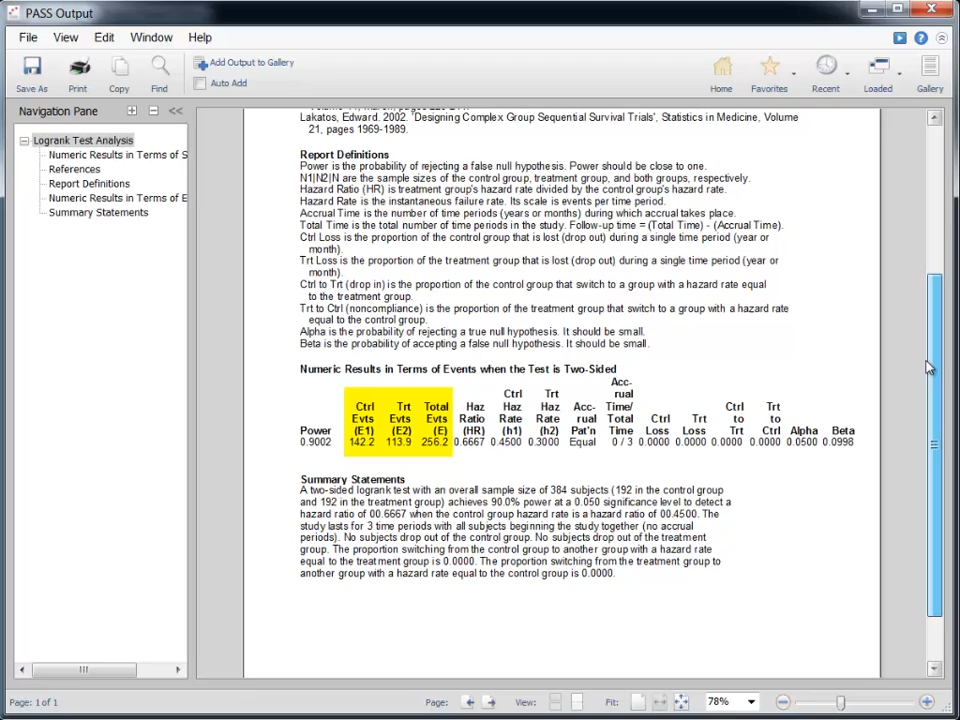 PASS Output
File View Edit Window Help
Save As Print Copy Find Add Output to Gallery Auto Add Home Favorites Recent Loaded Gallery
Navigation Pane
Logrank Test Analysis
Numeric Results in Terms of S
References
Report Definitions
Numeric Results in Terms of E
Summary Statements
Lakatos, Edward. 2002. 'Designing Complex Group Sequential Survival Trials', Statistics in Medicine, Volume
21, pages 1969-1989.
Report Definitions
Power is the probability of rejecting a false null hypothesis. Power should be close to one.
N1|N2|N are the sample sizes of the control group, treatment group, and both groups, respectively.
Hazard Ratio (HR) is treatment group's hazard rate divided by the control group's hazard rate.
Hazard Rate is the instantaneous failure rate. Its scale is events per time period.
Accrual Time is the number of time periods (years or months) during which accrual takes place.
Total Time is the total number of time periods in the study. Follow-up time = (Total Time) - (Accrual Time).
Ctrl Loss is the proportion of the control group that is lost (drop out) during a single time period (year or
month).
Trt Loss is the proportion of the treatment group that is lost (drop out) during a single time period (year or
month).
Ctrl to Trt (drop in) is the proportion of the control group that switch to a group with a hazard rate equal
to the treatment group.
Trt to Ctrl (noncompliance) is the proportion of the treatment group that switch to a group with a hazard rate
equal to the control group.
Alpha is the probability of rejecting a true null hypothesis. It should be small.
Beta is the probability of accepting a false null hypothesis. It should be small.
Numeric Results in Terms of Events when the Test is Two-Sided
Acc-
Ctrl Trt rual
Ctrl Trt Total Haz Haz Haz Acc- Time/ Ctrl Trt
Evts Evts Evts Ratio Rate Rate rual Total Ctrl Trt to to
Power (E1) (E2) (E) (HR) (h1) (h2) Pat'n Time Loss Loss Trt Ctrl Alpha Beta
0.9002 142.2 113.9 256.2 0.6667 0.4500 0.3000 Equal 0 / 3 0.0000 0.0000 0.0000 0.0000 0.0500 0.0998
Summary Statements
A two-sided logrank test with an overall sample size of 384 subjects (192 in the control group
and 192 in the treatment group) achieves 90.0% power at a 0.050 significance level to detect a
hazard ratio of 00.6667 when the control group hazard rate is a hazard ratio of 00.4500. The
study lasts for 3 time periods with all subjects beginning the study together (no accrual
periods). No subjects drop out of the control group. No subjects drop out of the treatment
group. The proportion switching from the control group to another group with a hazard rate
equal to the treatment group is 0.0000. The proportion switching from the treatment group to
another group with a hazard rate equal to the control group is 0.0000.
Page: 1 of 1 Page: View: Fit: 78%